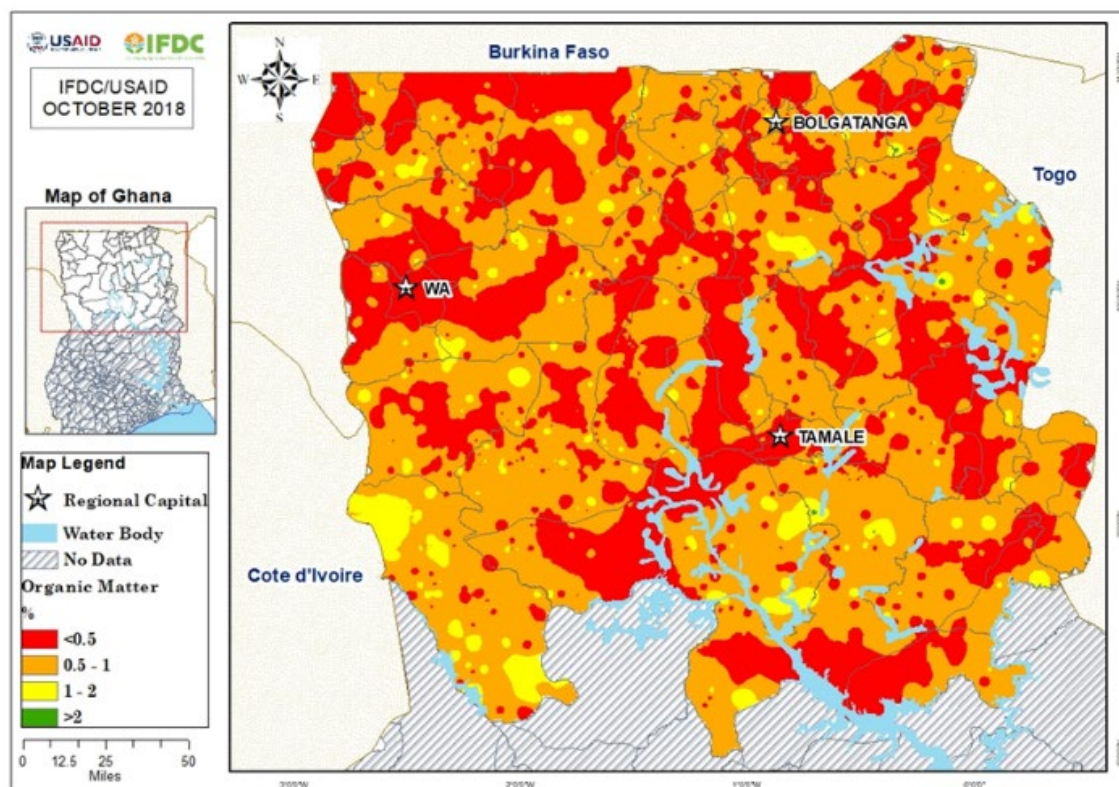 USAID
IFDC
IFDC/USAID
OCTOBER 2018
Map of Ghana
Map Legend
Regional Capital
Water Body
No Data
Organic Matter
%
<0.5
0.5 - 1
1 - 2
>2
0 12.5 25 50
Miles
N
W E
S
Burkina Faso
BOLGATANGA
Togo
WA
TAMALE
Cote d'Ivoire